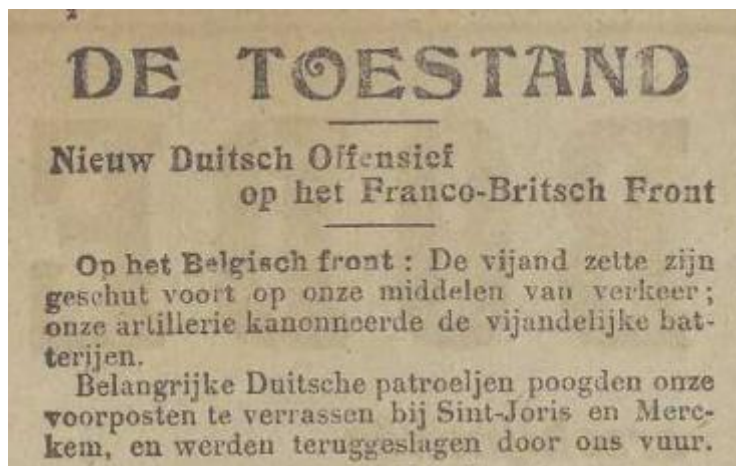 DE TOESTAND
Nieuw Duitsch Offensief
op het Franco-Britsch Front
Op het Belgisch front : De vijand zette zijn
geschut voort op onze middelen van verkeer ;
onze artillerie kanonneerde de vijandelijke bat-
terijen.
Belangrijke Duitsche patroeljen poogden onze
voorposten te verrassen bij Sint-Joris en Merc-
kem, en werden teruggeslagen door ons vuur.